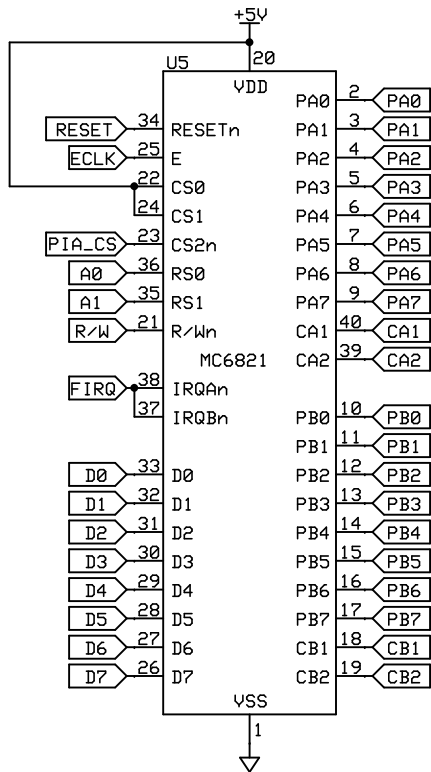 +5V
U5
20
VDD
RESET 34 RESETn
ECLK 25 E
22 CS0
24 CS1
PIA_CS 23 CS2n
A0 36 RS0
A1 35 RS1
R/W 21 R/Wn
MC6821
FIRQ 38 IRQAn
37 IRQBn
D0 33 D0
D1 32 D1
D2 31 D2
D3 30 D3
D4 29 D4
D5 28 D5
D6 27 D6
D7 26 D7
PA0 2 PA0
PA1 3 PA1
PA2 4 PA2
PA3 5 PA3
PA4 6 PA4
PA5 7 PA5
PA6 8 PA6
PA7 9 PA7
CA1 40 CA1
CA2 39 CA2
PB0 10 PB0
PB1 11 PB1
PB2 12 PB2
PB3 13 PB3
PB4 14 PB4
PB5 15 PB5
PB6 16 PB6
PB7 17 PB7
CB1 18 CB1
CB2 19 CB2
VSS
1